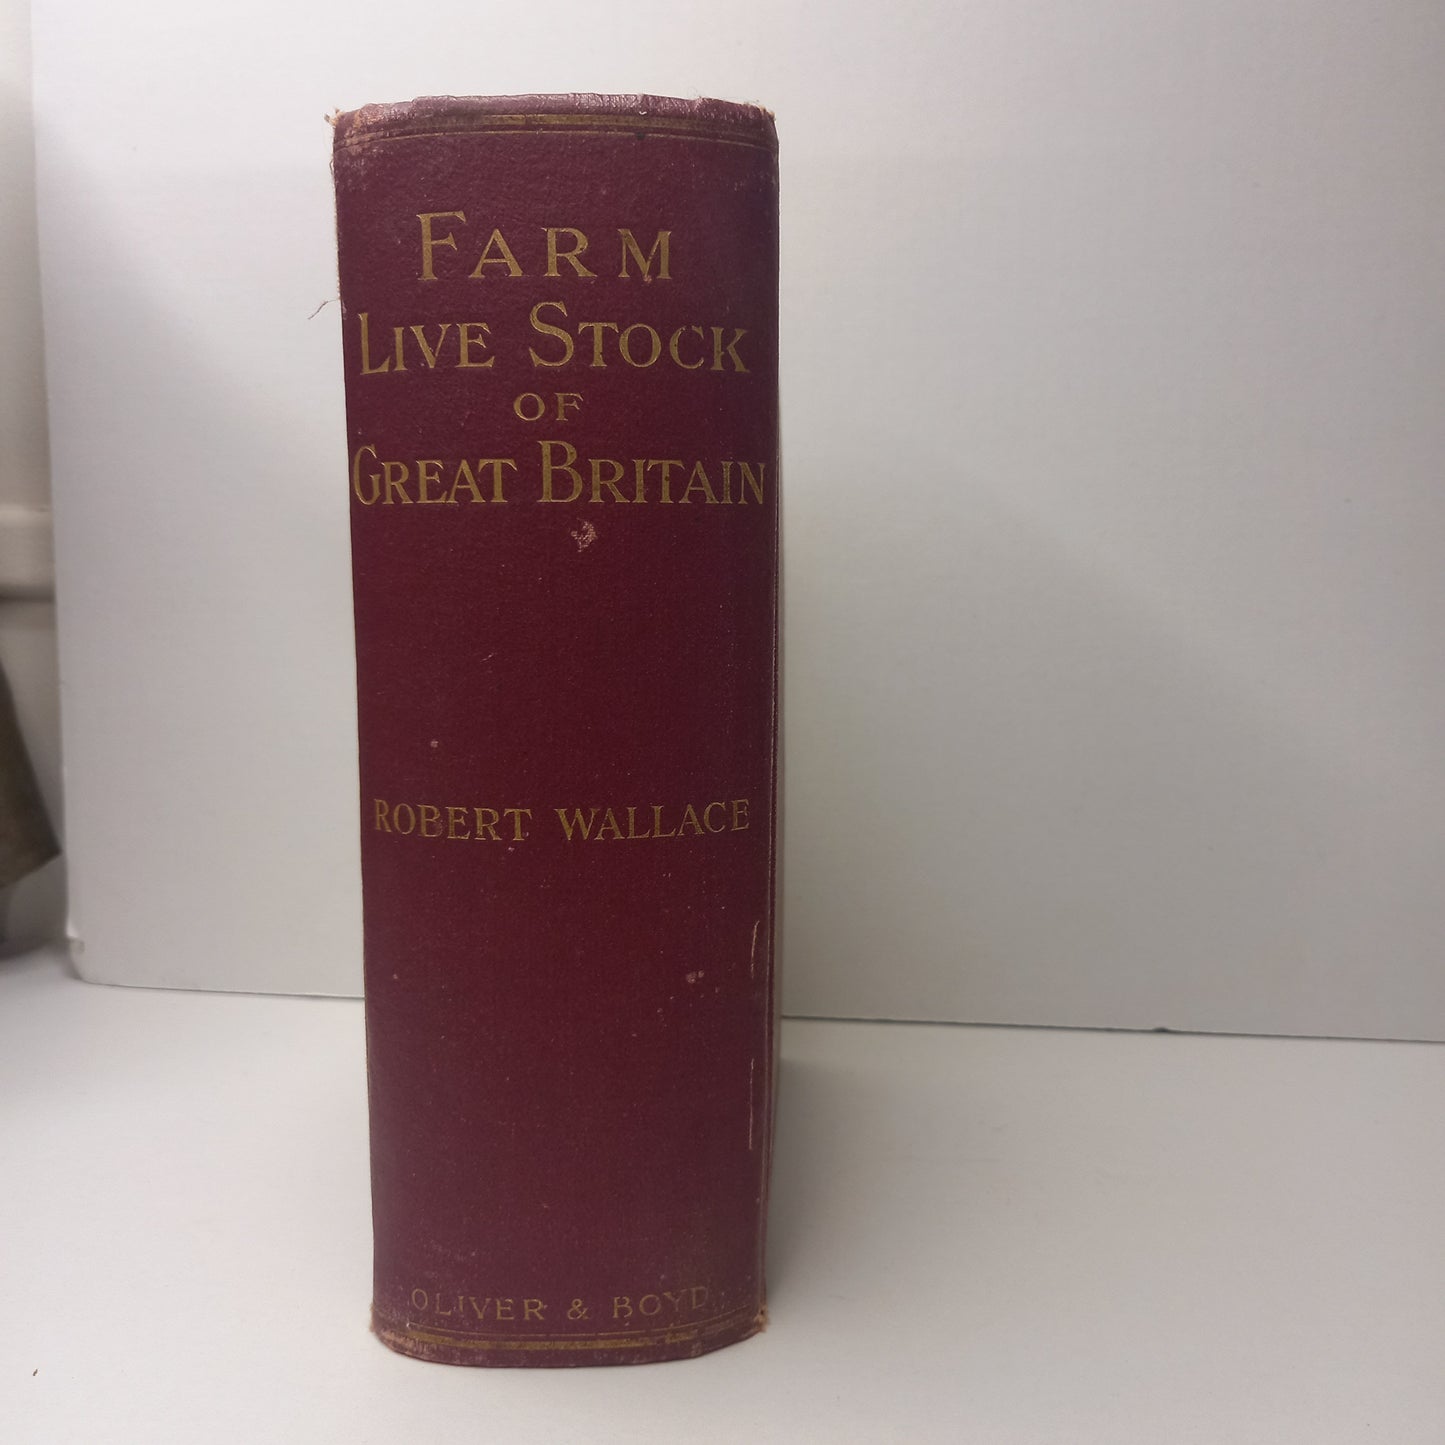 FARM
LIVE STOCK
OF
GREAT BRITAIN
ROBERT WALLACE
OLIVER & BOYD